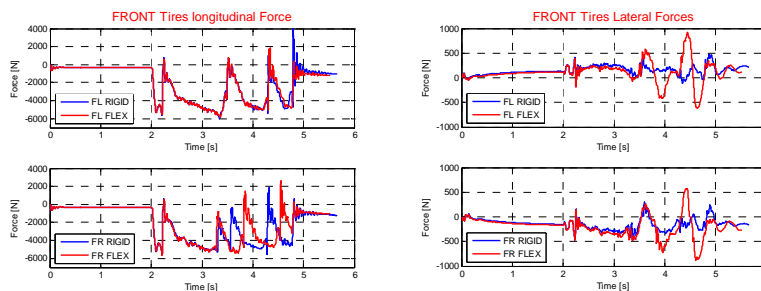 FRONT Tires longitudinal Force
4000
2000
0
-2000
-4000
-6000
Force [N]
FL RIGID
FL FLEX
0 1 2 3 4 5 6
Time [s]
4000
2000
0
-2000
-4000
-6000
Force [N]
FR RIGID
FR FLEX
0 1 2 3 4 5 6
Time [s]
FRONT Tires Lateral Forces
1000
500
0
-500
-1000
Force [N]
FL RIGID
FL FLEX
0 1 2 3 4 5
Time [s]
1000
500
0
-500
-1000
Force [N]
FR RIGID
FR FLEX
0 1 2 3 4 5
Time [s]